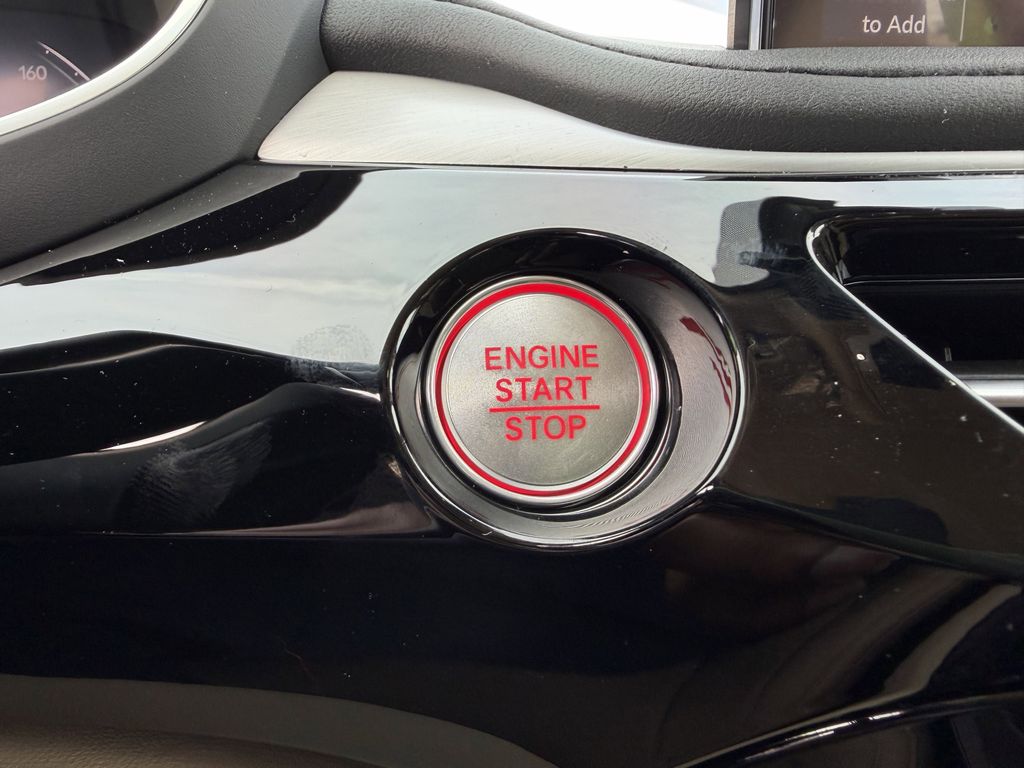 to Add
160
ENGINE
START
STOP